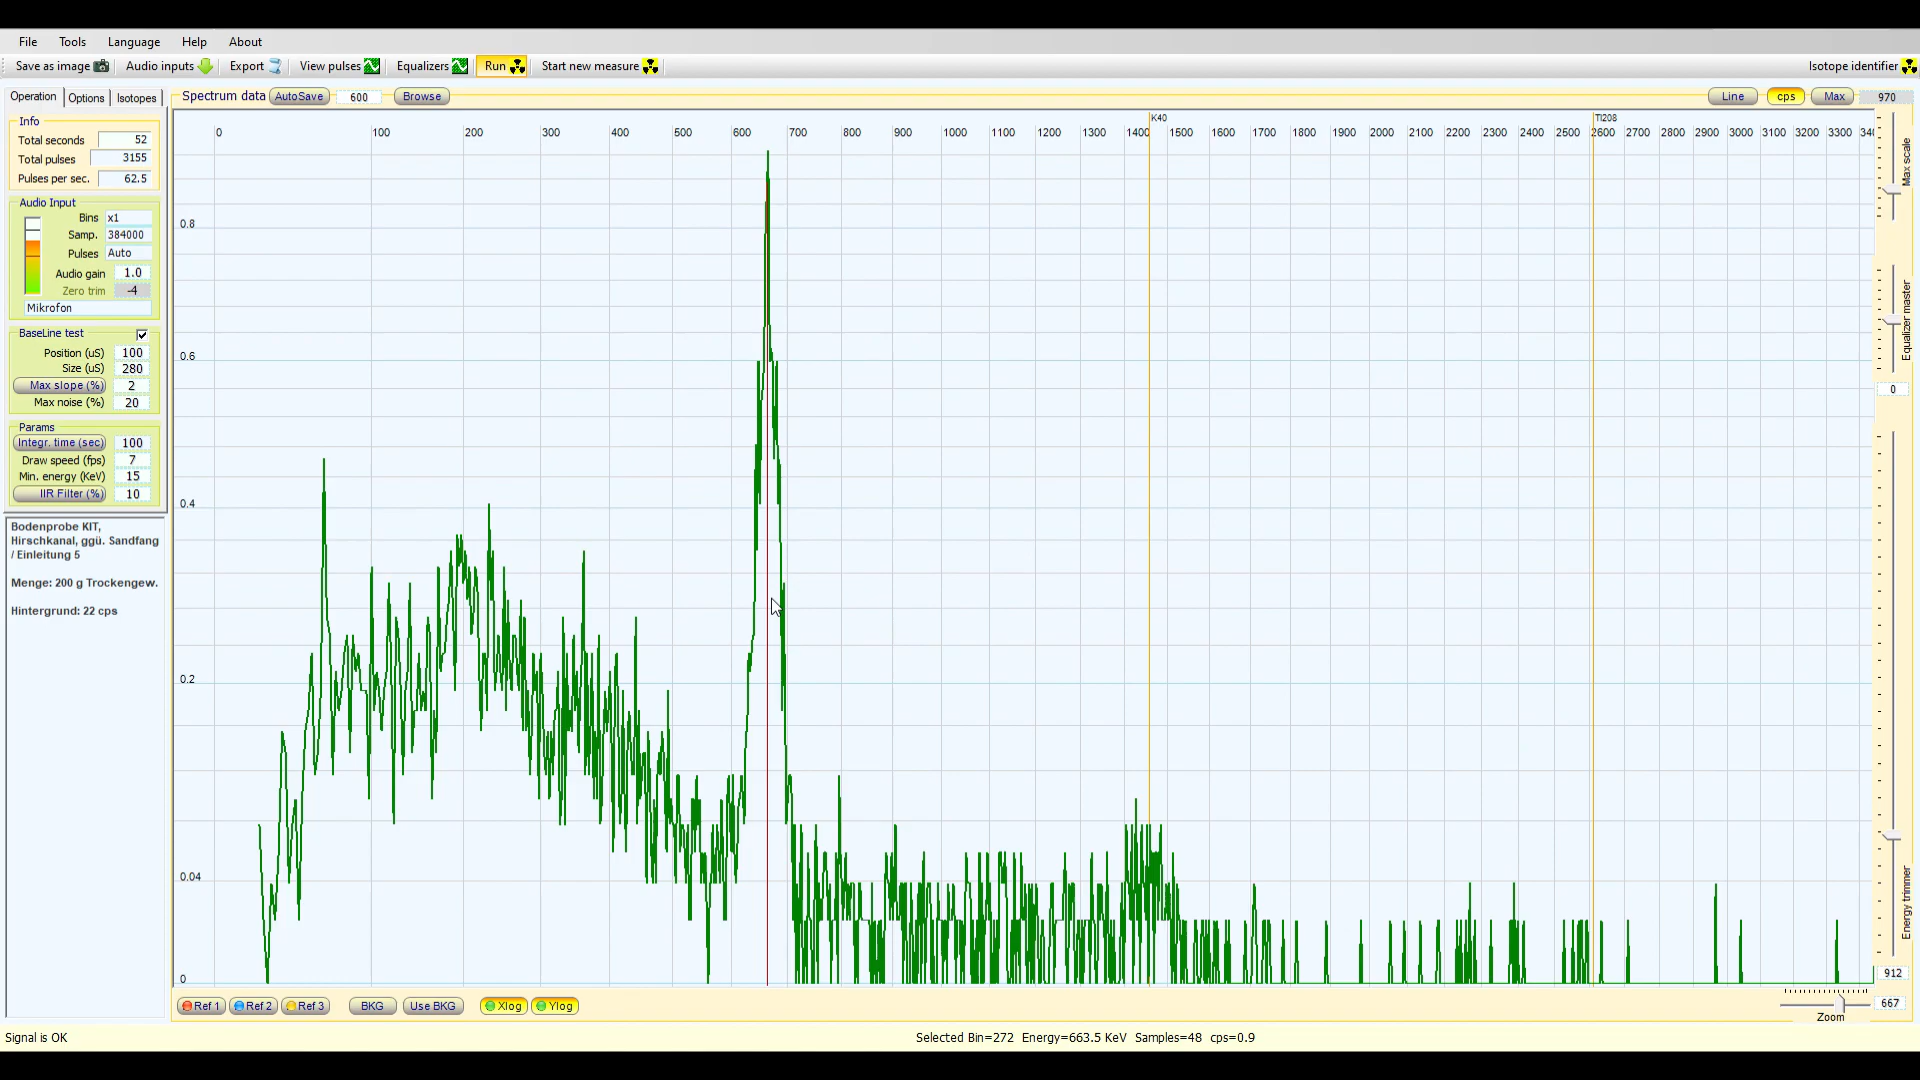 File Tools Language Help About
Save as image Audio inputs Export View pulses Equalizers Run Start new measure Isotope identifier
Operation Options Isotopes
Spectrum data AutoSave 600 Browse Line cps Max 970
Info
Total seconds 52
Total pulses 3155
Pulses per sec. 62.5
Audio Input
Bins x1
Samp. 384000
Pulses Auto
Audio gain 1.0
Zero trim -4
Mikrofon
BaseLine test
Position (uS) 100
Size (uS) 280
Max slope (%) 2
Max noise (%) 20
Params
Integr. time (sec) 100
Draw speed (fps) 7
Min. energy (KeV) 15
IIR Filter (%) 10
Bodenprobe KIT,
Hirschkanal, ggü. Sandfang
/ Einleitung 5
Menge: 200 g Trockengew.
Hintergrund: 22 cps
K40 Tl208
0 100 200 300 400 500 600 700 800 900 1000 1100 1200 1300 1400 1500 1600 1700 1800 1900 2000 2100 2200 2300 2400 2500 2600 2700 2800 2900 3000 3100 3200 3300 340
0.8
0.6
0.4
0.2
0.04
0
Max scale
Equalizer master
0
Energy trimmer
912
Ref 1 Ref 2 Ref 3 BKG Use BKG Xlog Ylog
667
Zoom
Signal is OK Selected Bin=272 Energy=663.5 KeV Samples=48 cps=0.9